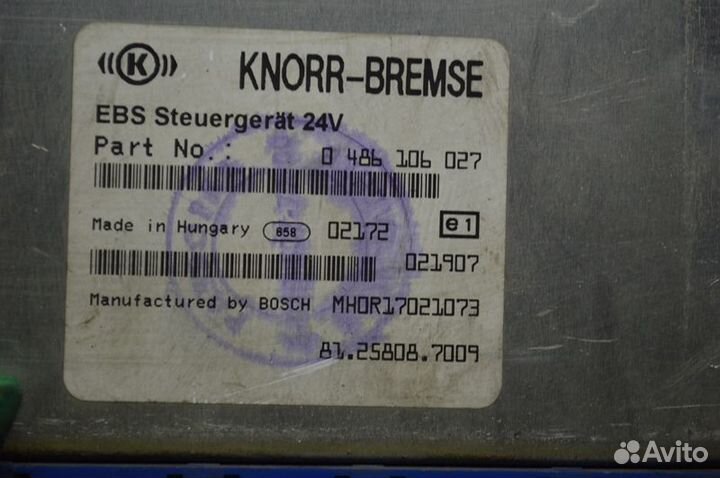 K KNORR-BREMSE
EBS Steuergerät 24V
Part No.: 0 486 106 027
Made in Hungary 858 02172 e1
021907
Manufactured by BOSCH MH0R17021073
81.25808.7009
Avito